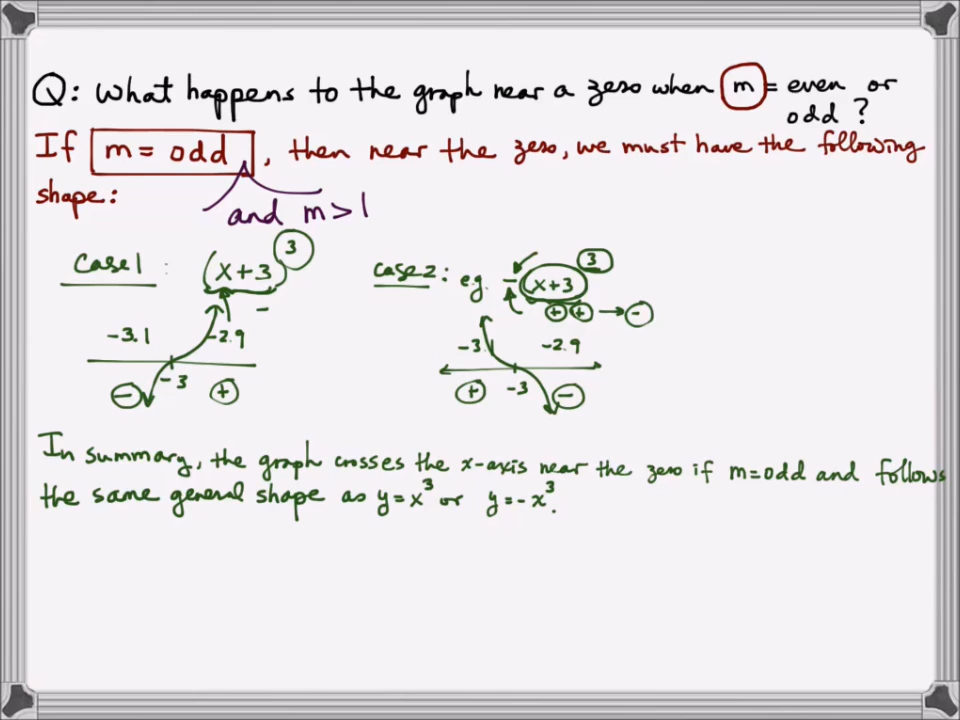 Q: What happens to the graph near a zero when m = even or
odd ?
If m = odd , then near the zero, we must have the following
shape:
and m > 1
Case 1 : (x+3)^3
-
-3.1 -2.9
-3
- +
case 2 : e.g. -(x+3)^3
+ + → -
-3.1 -2.9
-3
+ -
In summary, the graph crosses the x-axis near the zero if m=odd and follows
the same general shape as y=x^3 or y=-x^3.